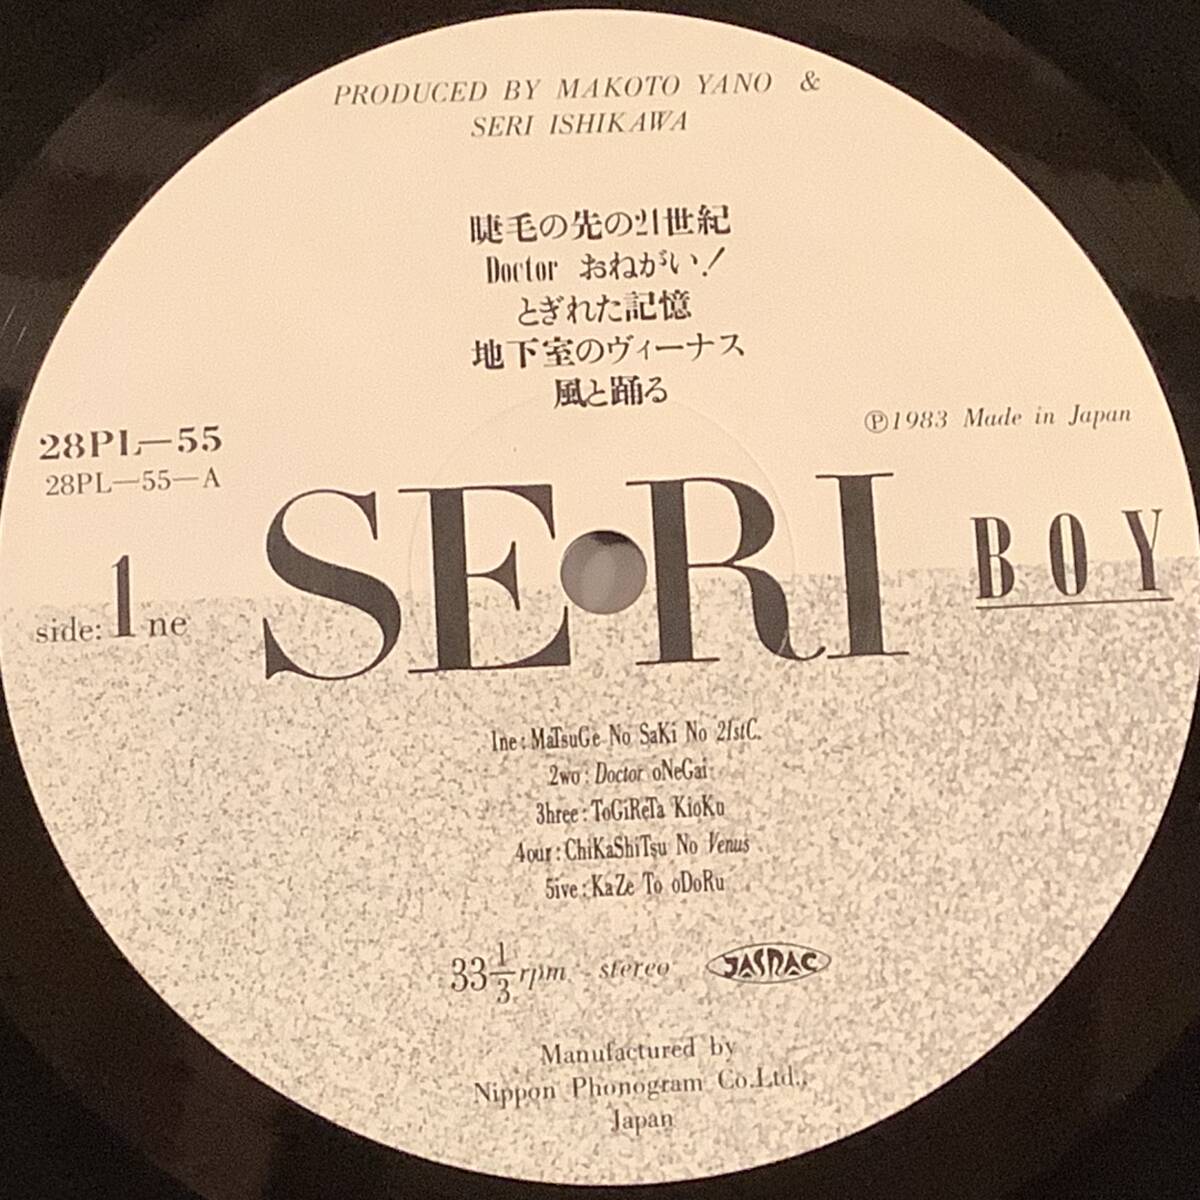 PRODUCED BY MAKOTO YANO &
SERI ISHIKAWA
睫毛の先の21世紀
Doctor おねがい!
とぎれた記憶
地下室のヴィーナス
風と踊る
28PL—55
28PL—55—A
Ⓟ1983 Made in Japan
side: 1ne
SE•RI
BOY
1ne : MaTsuGe No SaKi No 21stC.
2wo : Doctor oNeGai
3hree : ToGiReTa KioKu
4our : ChiKaShiTsu No Venus
5ive : KaZe To oDoRu
33 1/3 rpm stereo JASRAC
Manufactured by
Nippon Phonogram Co.Ltd.,
Japan